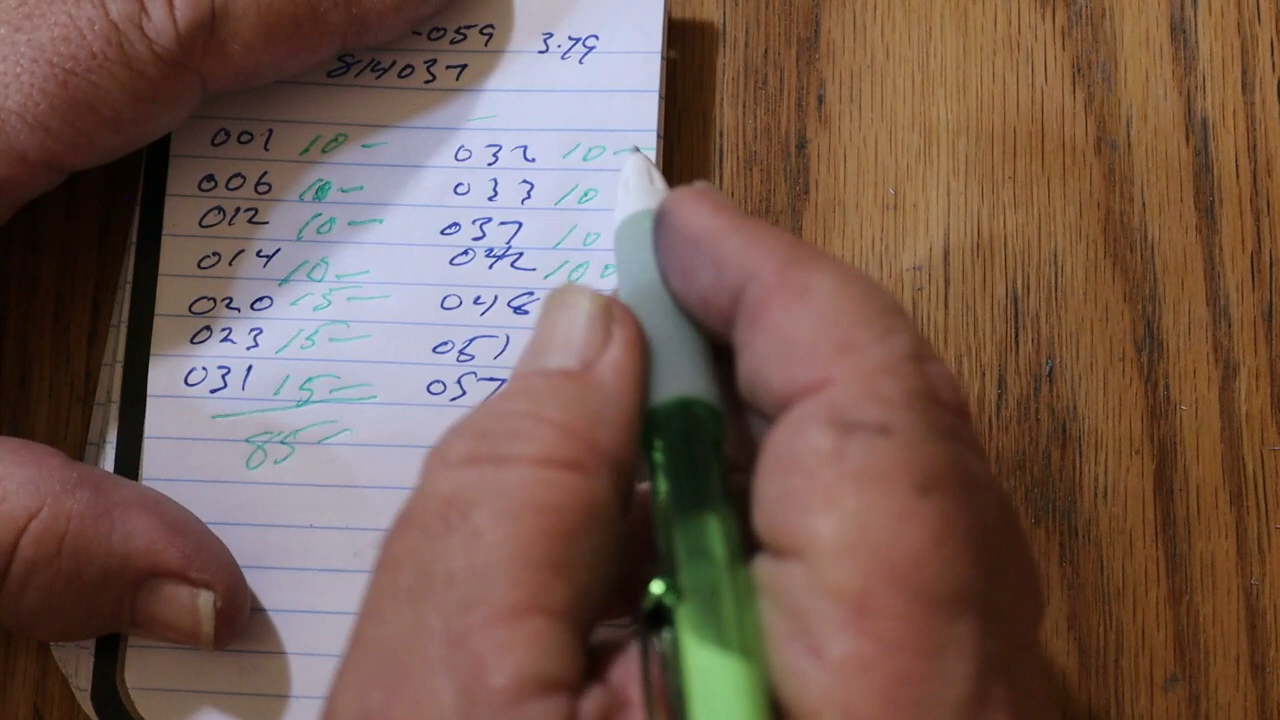 -059 3.79
814037
001 10 - 032 10 -
006 10 - 033 10
012 10 - 037 10
014 10 - 042 100
020 15 - 048
023 15 - 051
031 15 - 057
85 -